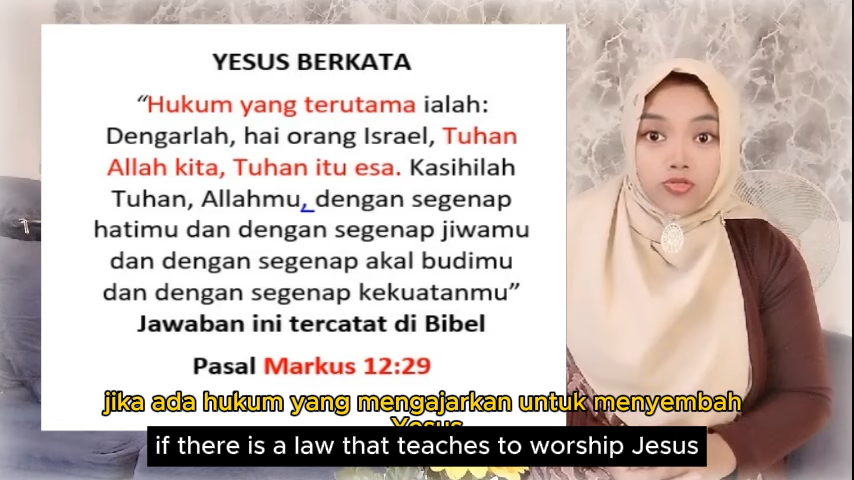 YESUS BERKATA
“Hukum yang terutama ialah:
Dengarlah, hai orang Israel, Tuhan
Allah kita, Tuhan itu esa. Kasihilah
Tuhan, Allahmu, dengan segenap
hatimu dan dengan segenap jiwamu
dan dengan segenap akal budimu
dan dengan segenap kekuatanmu”
Jawaban ini tercatat di Bibel
Pasal Markus 12:29
jika ada hukum yang mengajarkan untuk menyembah
Yesus
if there is a law that teaches to worship Jesus